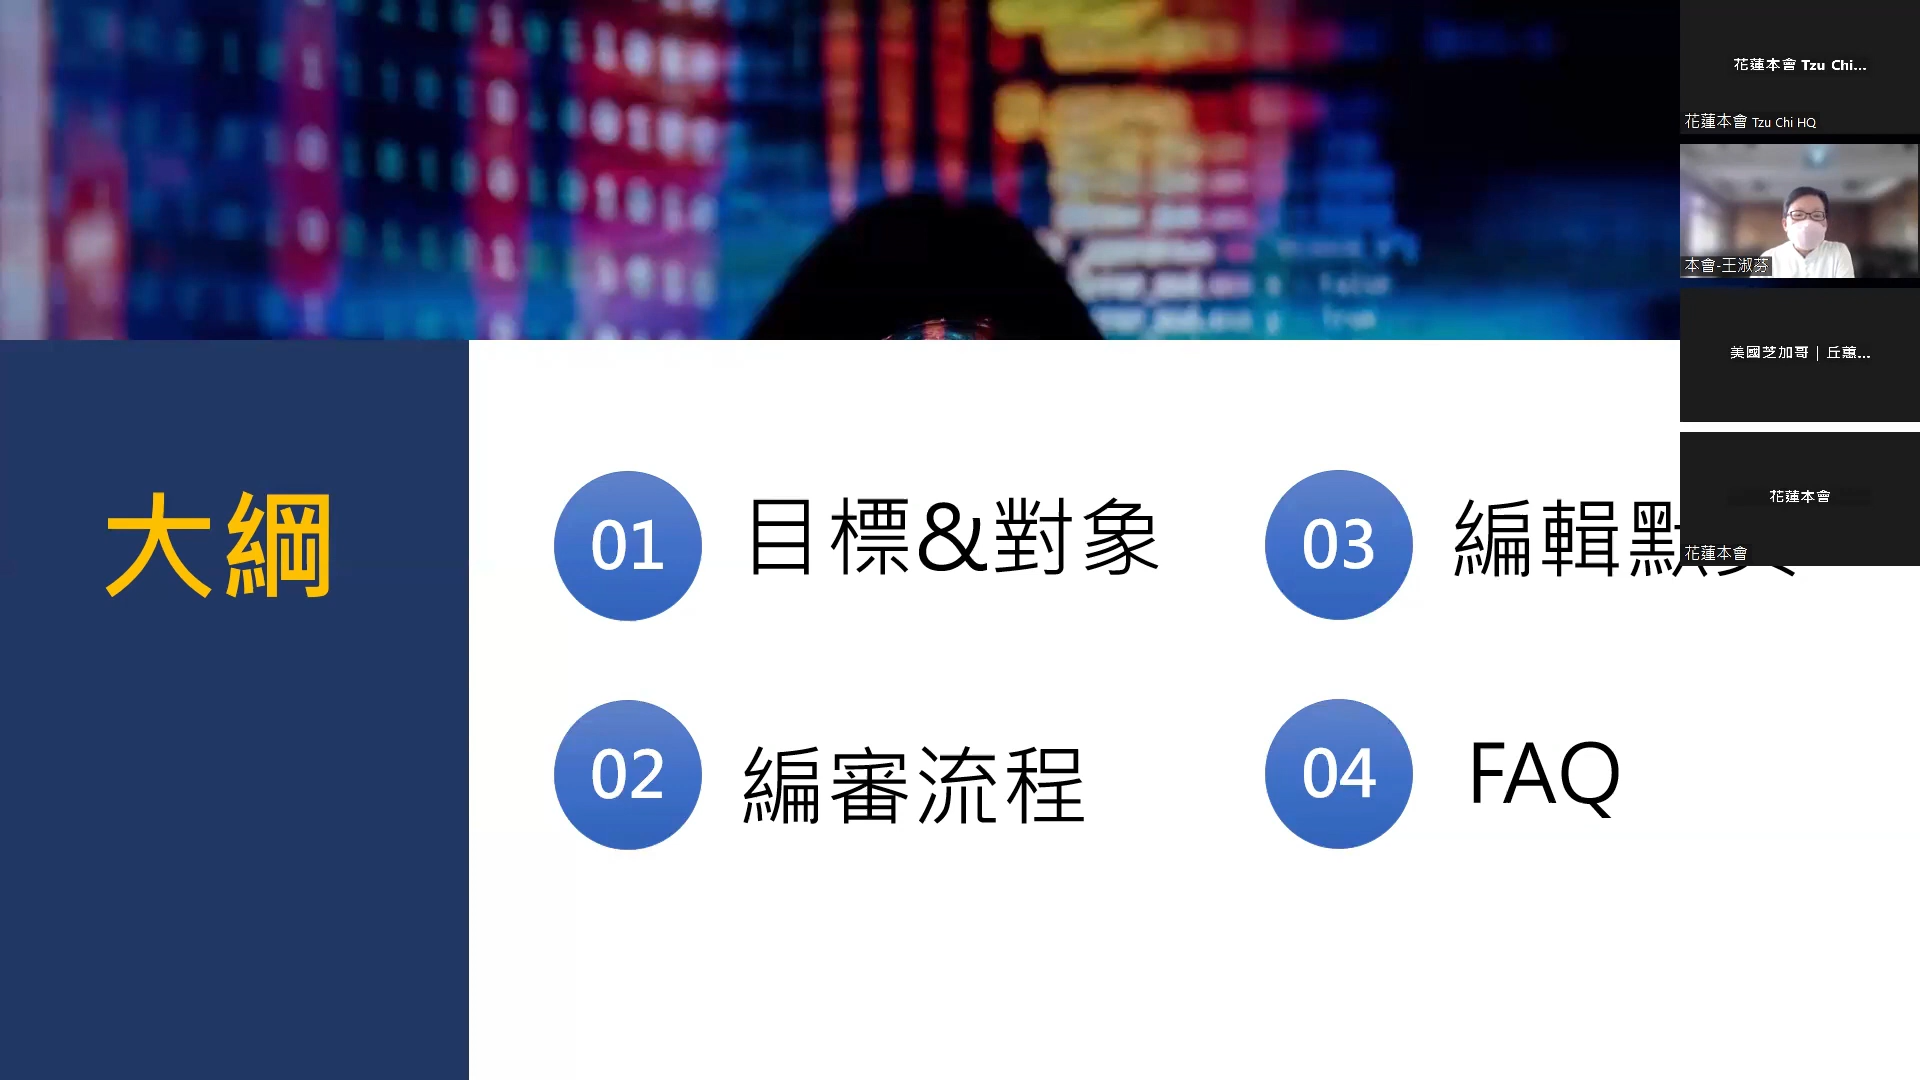 大綱
01 目標&對象
02 編審流程
03 編輯默契
04 FAQ
花蓮本會 Tzu Chi...
花蓮本會 Tzu Chi HQ
本會-王淑芬
美國芝加哥｜丘蕙...
花蓮本會
花蓮本會